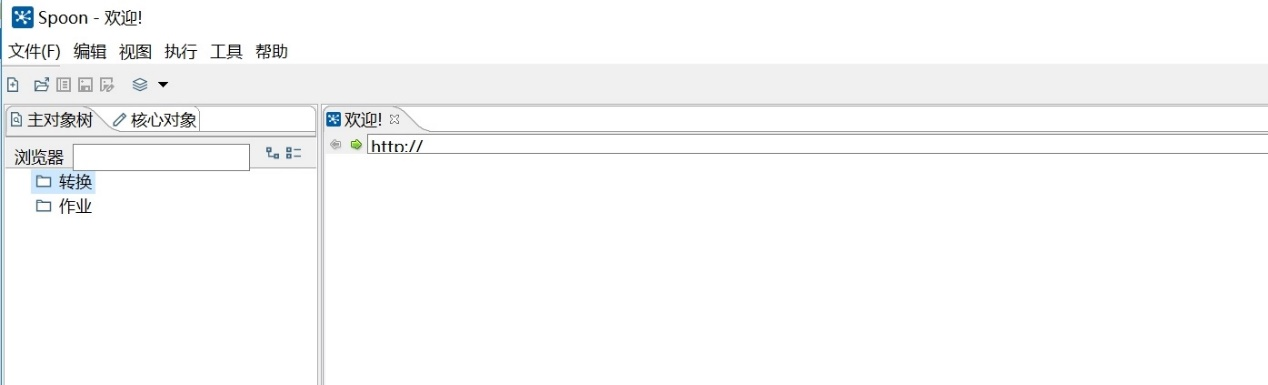 Spoon - 欢迎!
文件(F) 编辑 视图 执行 工具 帮助
主对象树 核心对象
欢迎!
浏览器
http://
转换
作业